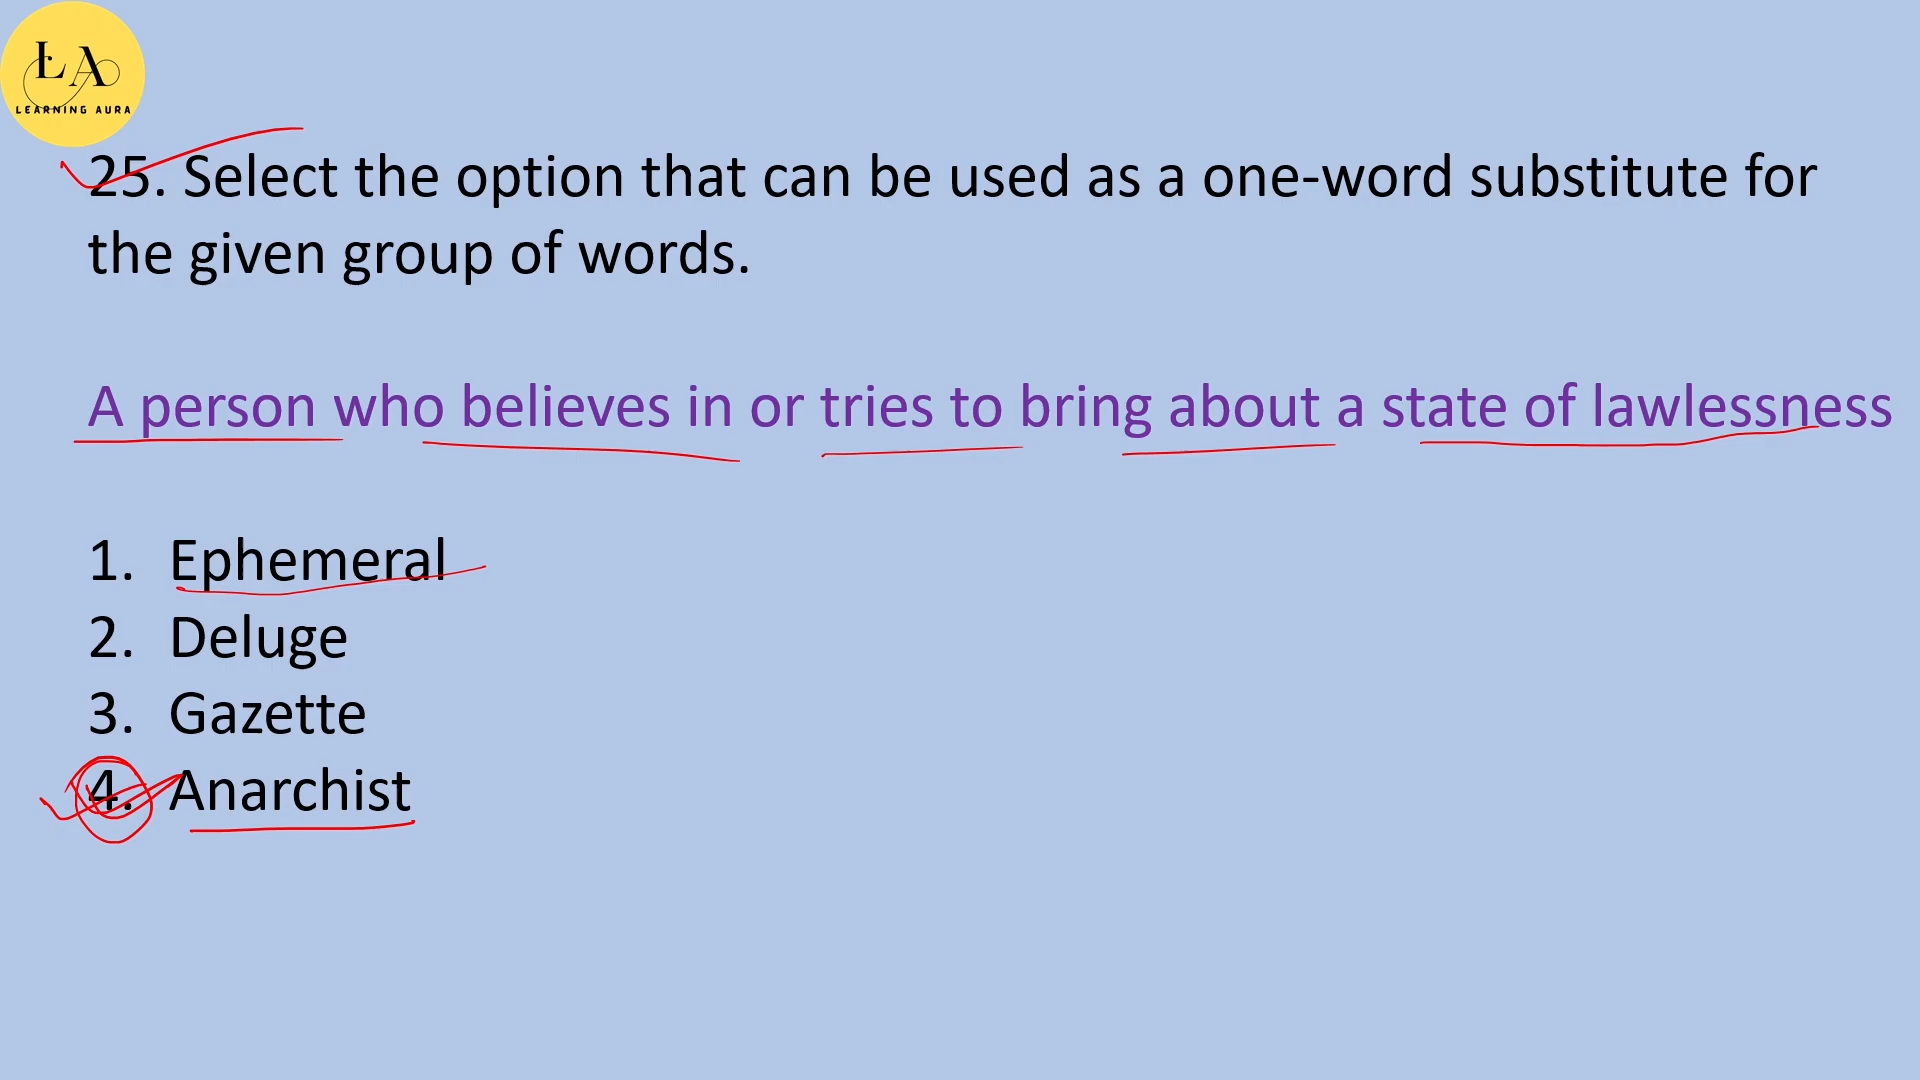 LA
LEARNING AURA
25. Select the option that can be used as a one-word substitute for
the given group of words.
A person who believes in or tries to bring about a state of lawlessness
1. Ephemeral
2. Deluge
3. Gazette
4. Anarchist